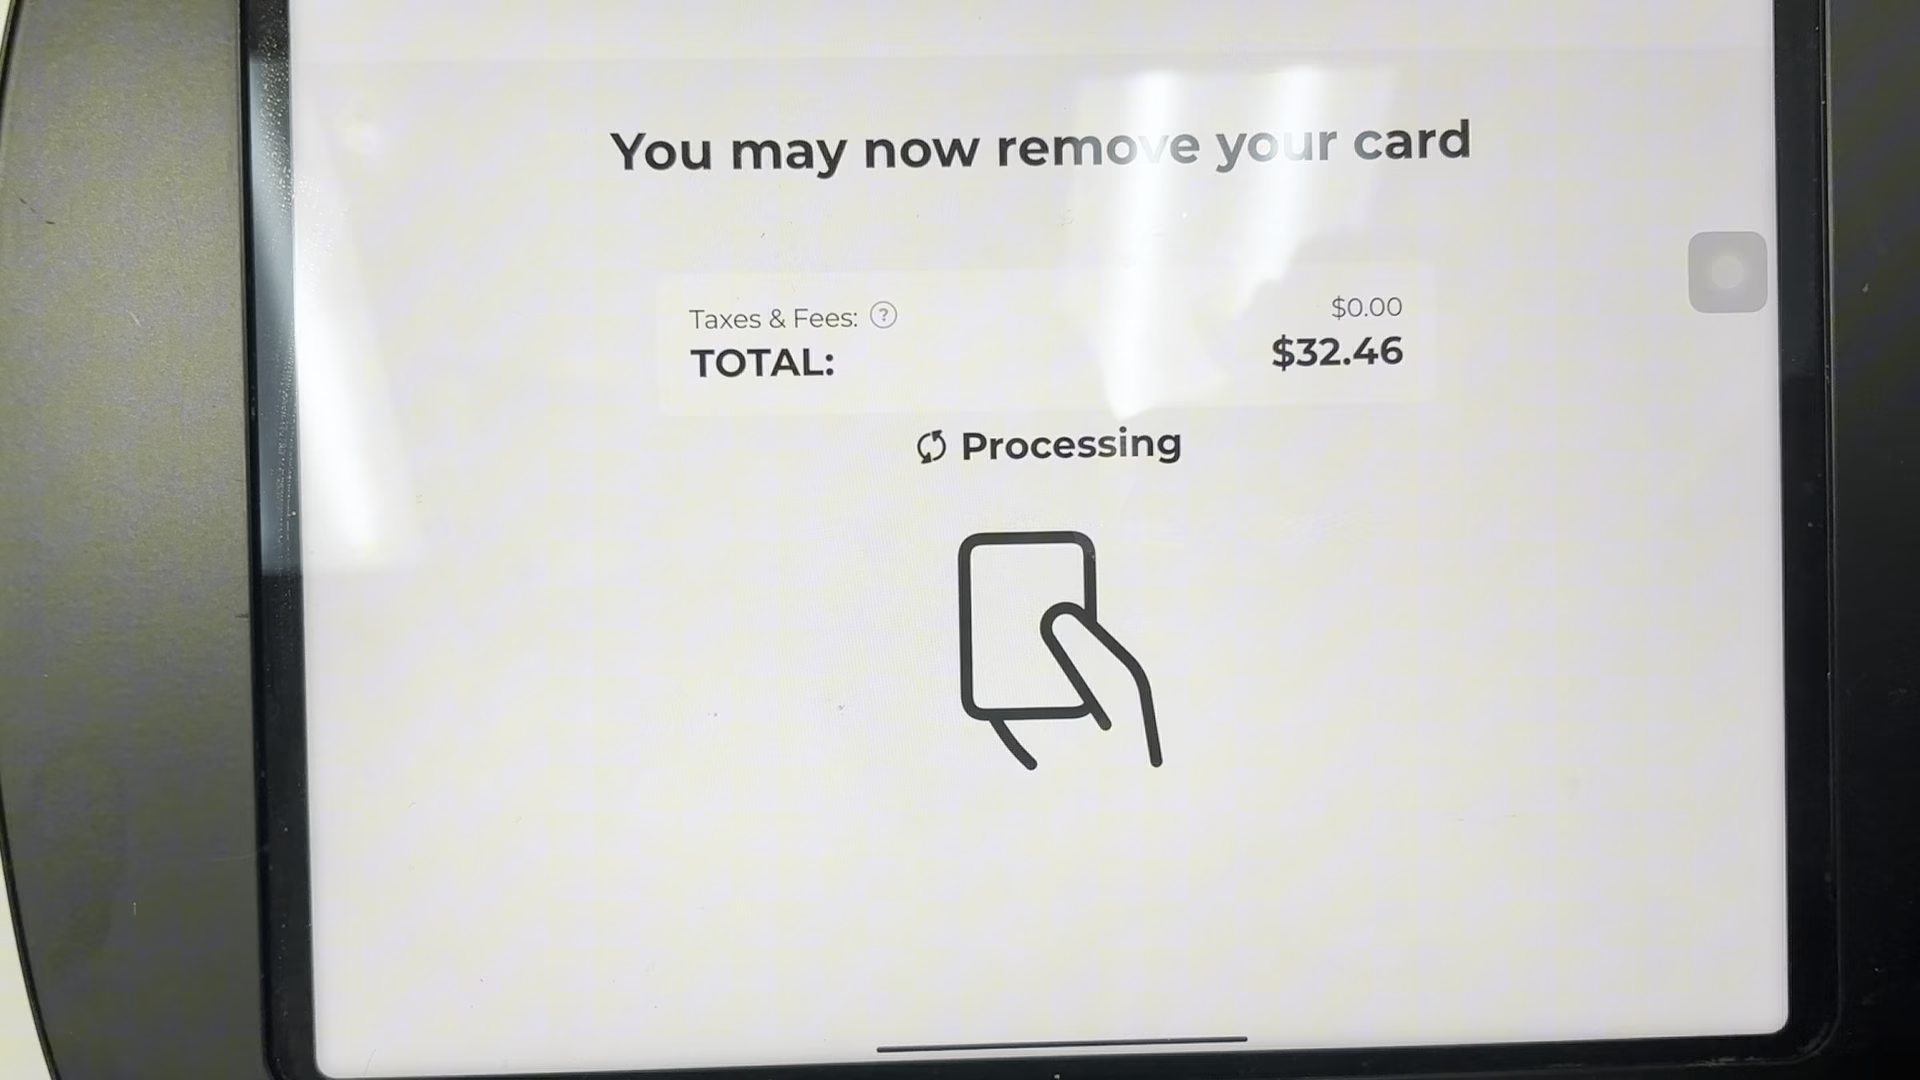 You may now remove your card
Taxes & Fees: ? $0.00
TOTAL: $32.46
Processing